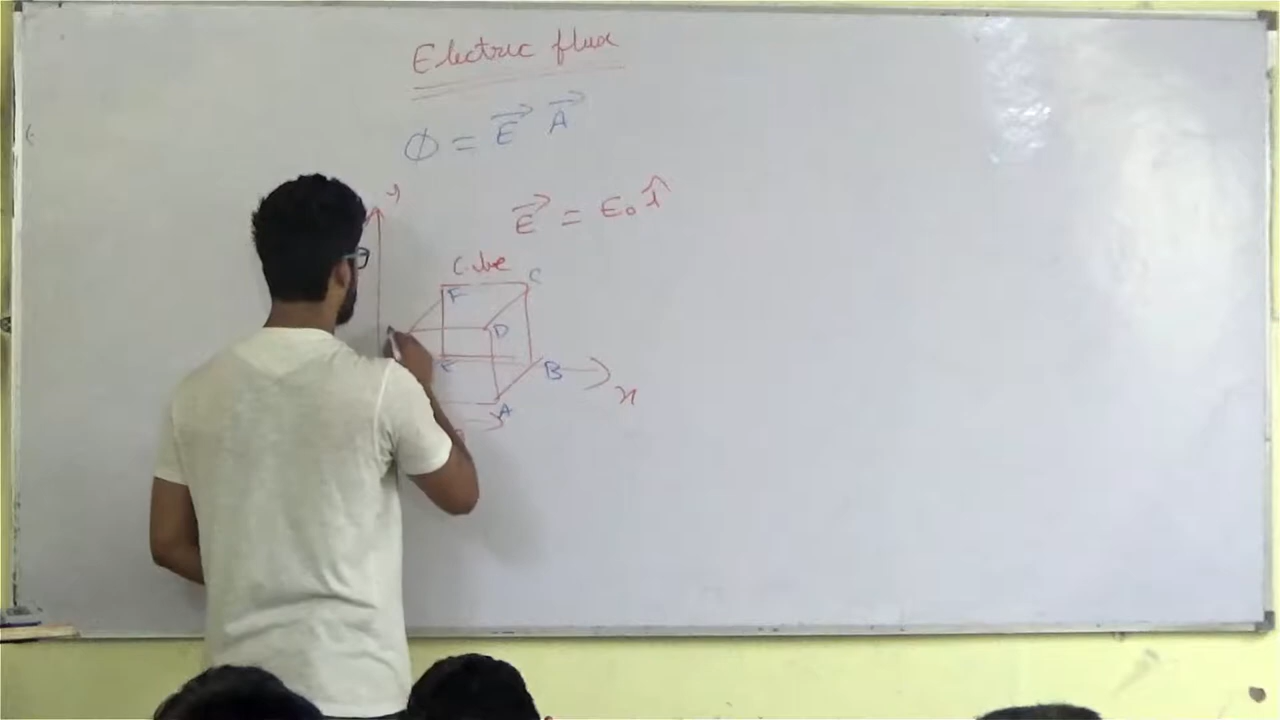 Electric flux
φ = E⃗ A⃗
E⃗ = E₀ î
y
Cube
F
C
D
E
B
x
A